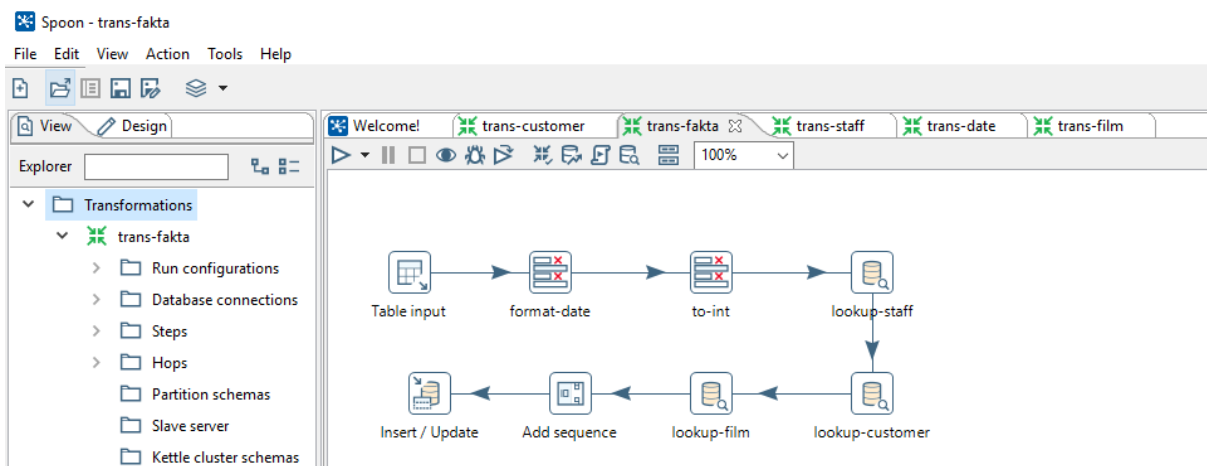 Spoon - trans-fakta
File Edit View Action Tools Help
View Design
Welcome! trans-customer trans-fakta trans-staff trans-date trans-film
Explorer
100%
Transformations
trans-fakta
Run configurations
Database connections
Steps
Hops
Partition schemas
Slave server
Kettle cluster schemas
Table input format-date to-int lookup-staff
Insert / Update Add sequence lookup-film lookup-customer